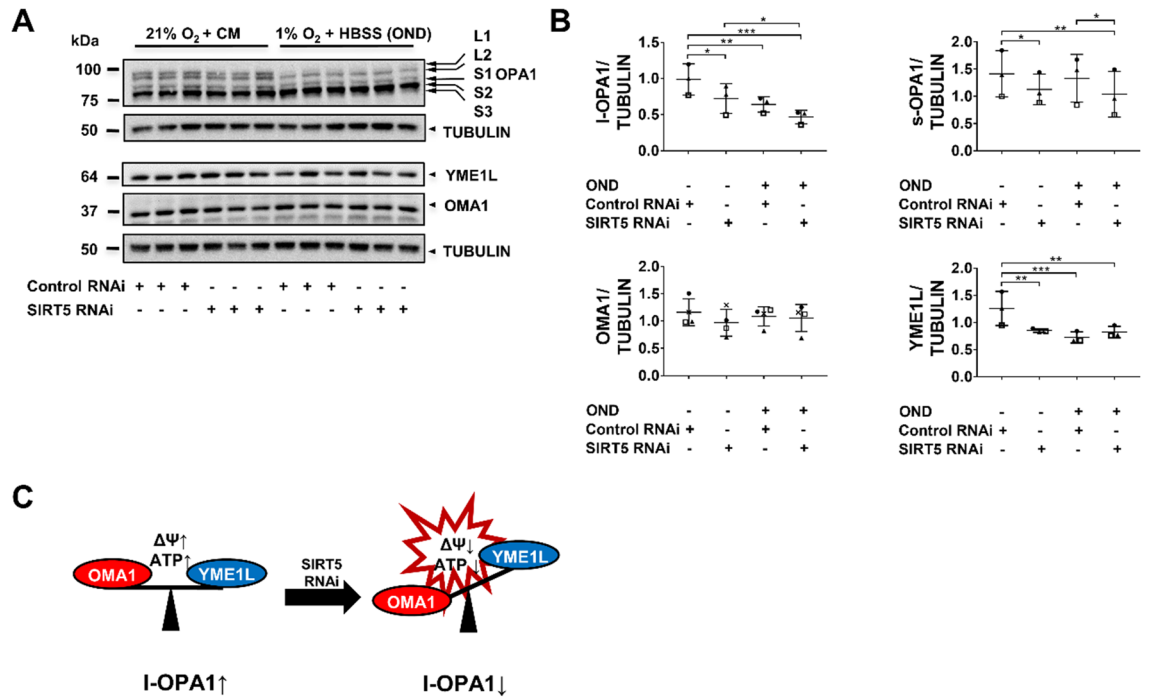 A
21% O₂ + CM
1% O₂ + HBSS (OND)
kDa
100
75
L1
L2
S1 OPA1
S2
S3
50
TUBULIN
64
YME1L
37
OMA1
50
TUBULIN
Control RNAi + + + - - - + + + - - -
SIRT5 RNAi - - - + + + - - - + + +
B
l-OPA1/
TUBULIN
1.5
1.0
0.5
0.0
*
***
**
*
OND - - + +
Control RNAi + - + -
SIRT5 RNAi - + - +
s-OPA1/
TUBULIN
2.0
1.5
1.0
0.5
0.0
*
**
*
OND - - + +
Control RNAi + - + -
SIRT5 RNAi - + - +
OMA1/
TUBULIN
2.0
1.5
1.0
0.5
0.0
OND - - + +
Control RNAi + - + -
SIRT5 RNAi - + - +
YME1L/
TUBULIN
2.0
1.5
1.0
0.5
0.0
**
***
**
OND - - + +
Control RNAi + - + -
SIRT5 RNAi - + - +
C
ΔΨ↑
ATP↑
OMA1
YME1L
l-OPA1↑
SIRT5
RNAi
ΔΨ↓
ATP↓
YME1L
OMA1
l-OPA1↓